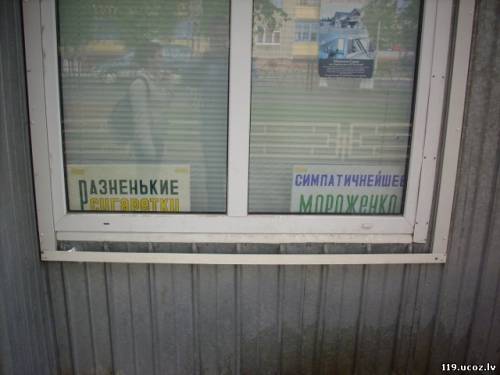 Разненькие
сигаретки
симпатичнейшее
мороженко
119.ucoz.lv